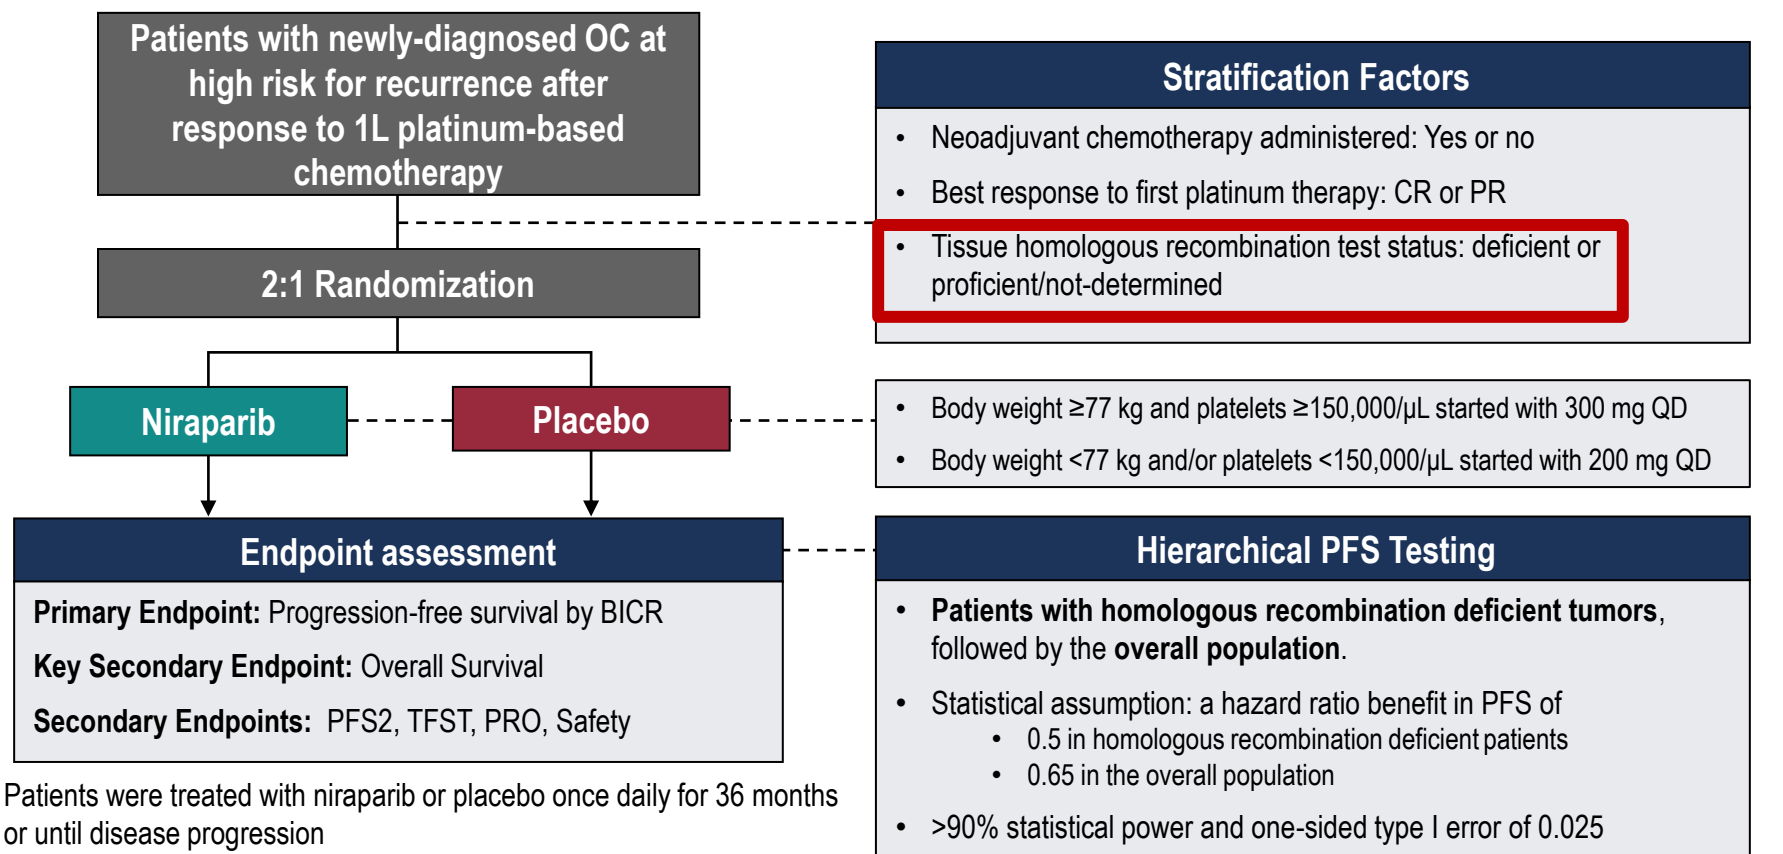 Patients with newly-diagnosed OC at
high risk for recurrence after
response to 1L platinum-based
chemotherapy
2:1 Randomization
Niraparib
Placebo
Endpoint assessment
Primary Endpoint: Progression-free survival by BICR
Key Secondary Endpoint: Overall Survival
Secondary Endpoints: PFS2, TFST, PRO, Safety
Patients were treated with niraparib or placebo once daily for 36 months
or until disease progression
Stratification Factors
• Neoadjuvant chemotherapy administered: Yes or no
• Best response to first platinum therapy: CR or PR
• Tissue homologous recombination test status: deficient or
proficient/not-determined
• Body weight ≥77 kg and platelets ≥150,000/μL started with 300 mg QD
• Body weight <77 kg and/or platelets <150,000/μL started with 200 mg QD
Hierarchical PFS Testing
• Patients with homologous recombination deficient tumors,
followed by the overall population.
• Statistical assumption: a hazard ratio benefit in PFS of
• 0.5 in homologous recombination deficient patients
• 0.65 in the overall population
• >90% statistical power and one-sided type I error of 0.025